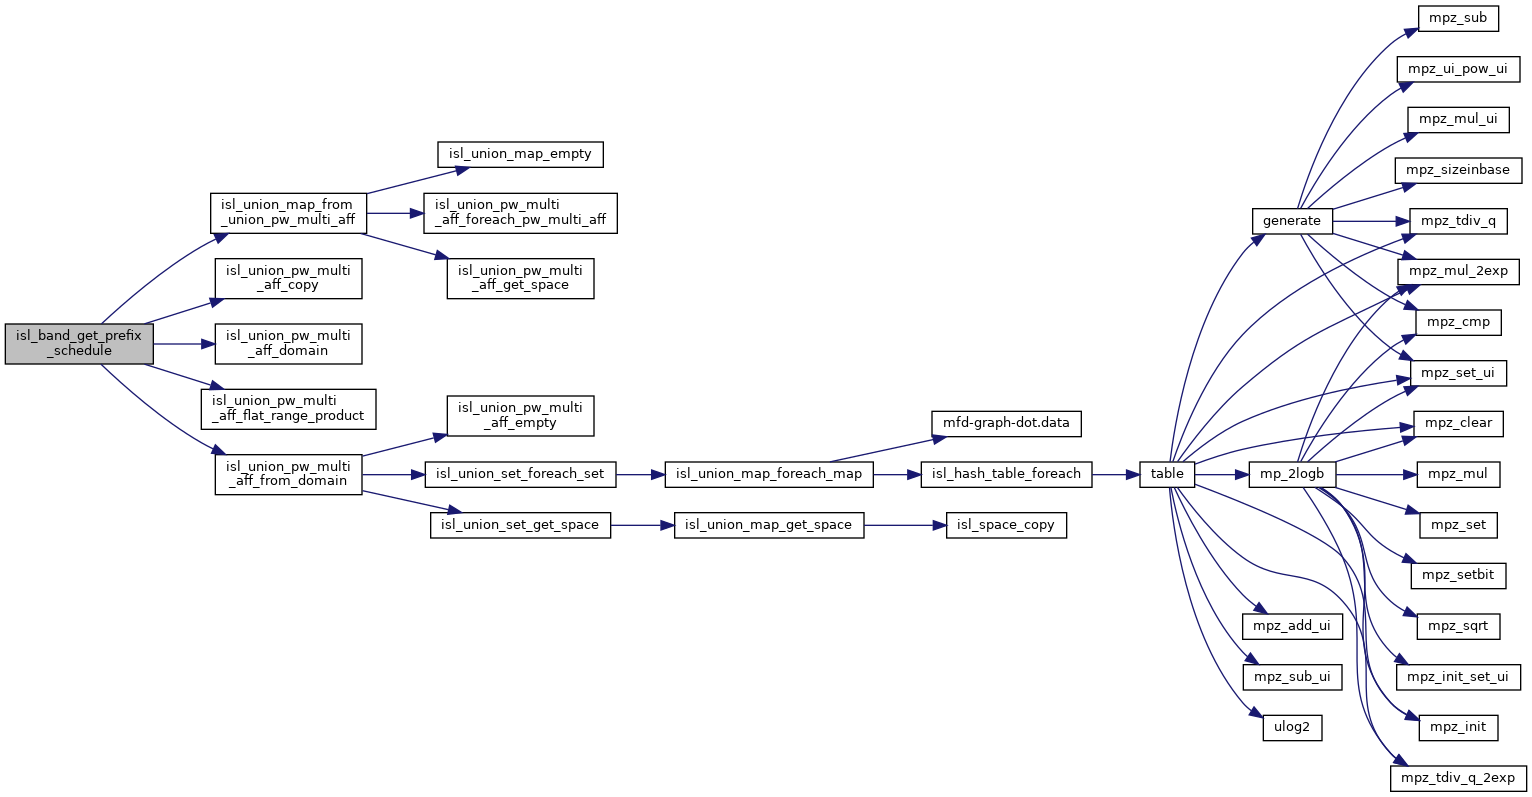 isl_band_get_prefix
_schedule
isl_union_map_from
_union_pw_multi_aff
isl_union_map_empty
isl_union_pw_multi
_aff_foreach_pw_multi_aff
isl_union_pw_multi
_aff_get_space
isl_union_pw_multi
_aff_copy
isl_union_pw_multi
_aff_domain
isl_union_pw_multi
_aff_flat_range_product
isl_union_pw_multi
_aff_from_domain
isl_union_pw_multi
_aff_empty
isl_union_set_foreach_set
isl_union_set_get_space
isl_union_map_foreach_map
isl_union_map_get_space
mfd-graph-dot.data
isl_hash_table_foreach
isl_space_copy
table
generate
mp_2logb
mpz_add_ui
mpz_sub_ui
ulog2
mpz_sub
mpz_ui_pow_ui
mpz_mul_ui
mpz_sizeinbase
mpz_tdiv_q
mpz_mul_2exp
mpz_cmp
mpz_set_ui
mpz_clear
mpz_mul
mpz_set
mpz_setbit
mpz_sqrt
mpz_init_set_ui
mpz_init
mpz_tdiv_q_2exp